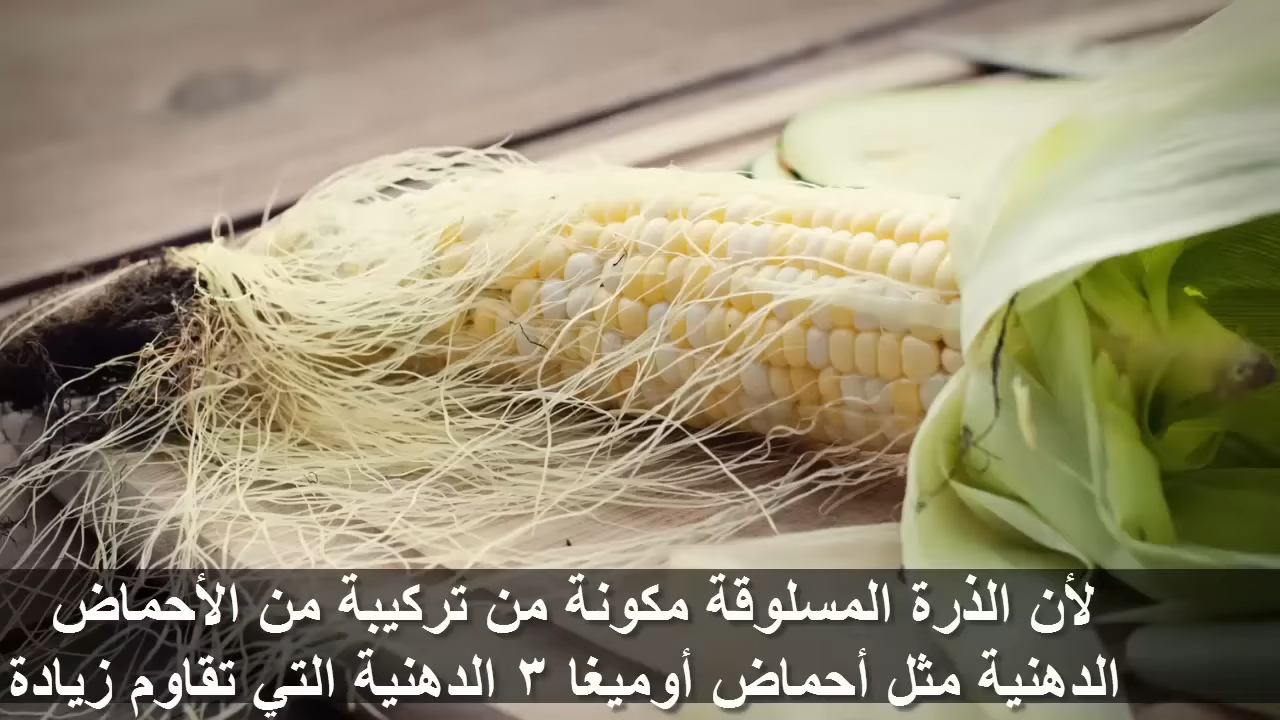 لأن الذرة المسلوقة مكونة من تركيبة من الأحماض
الدهنية مثل أحماض أوميغا ٣ الدهنية التي تقاوم زيادة